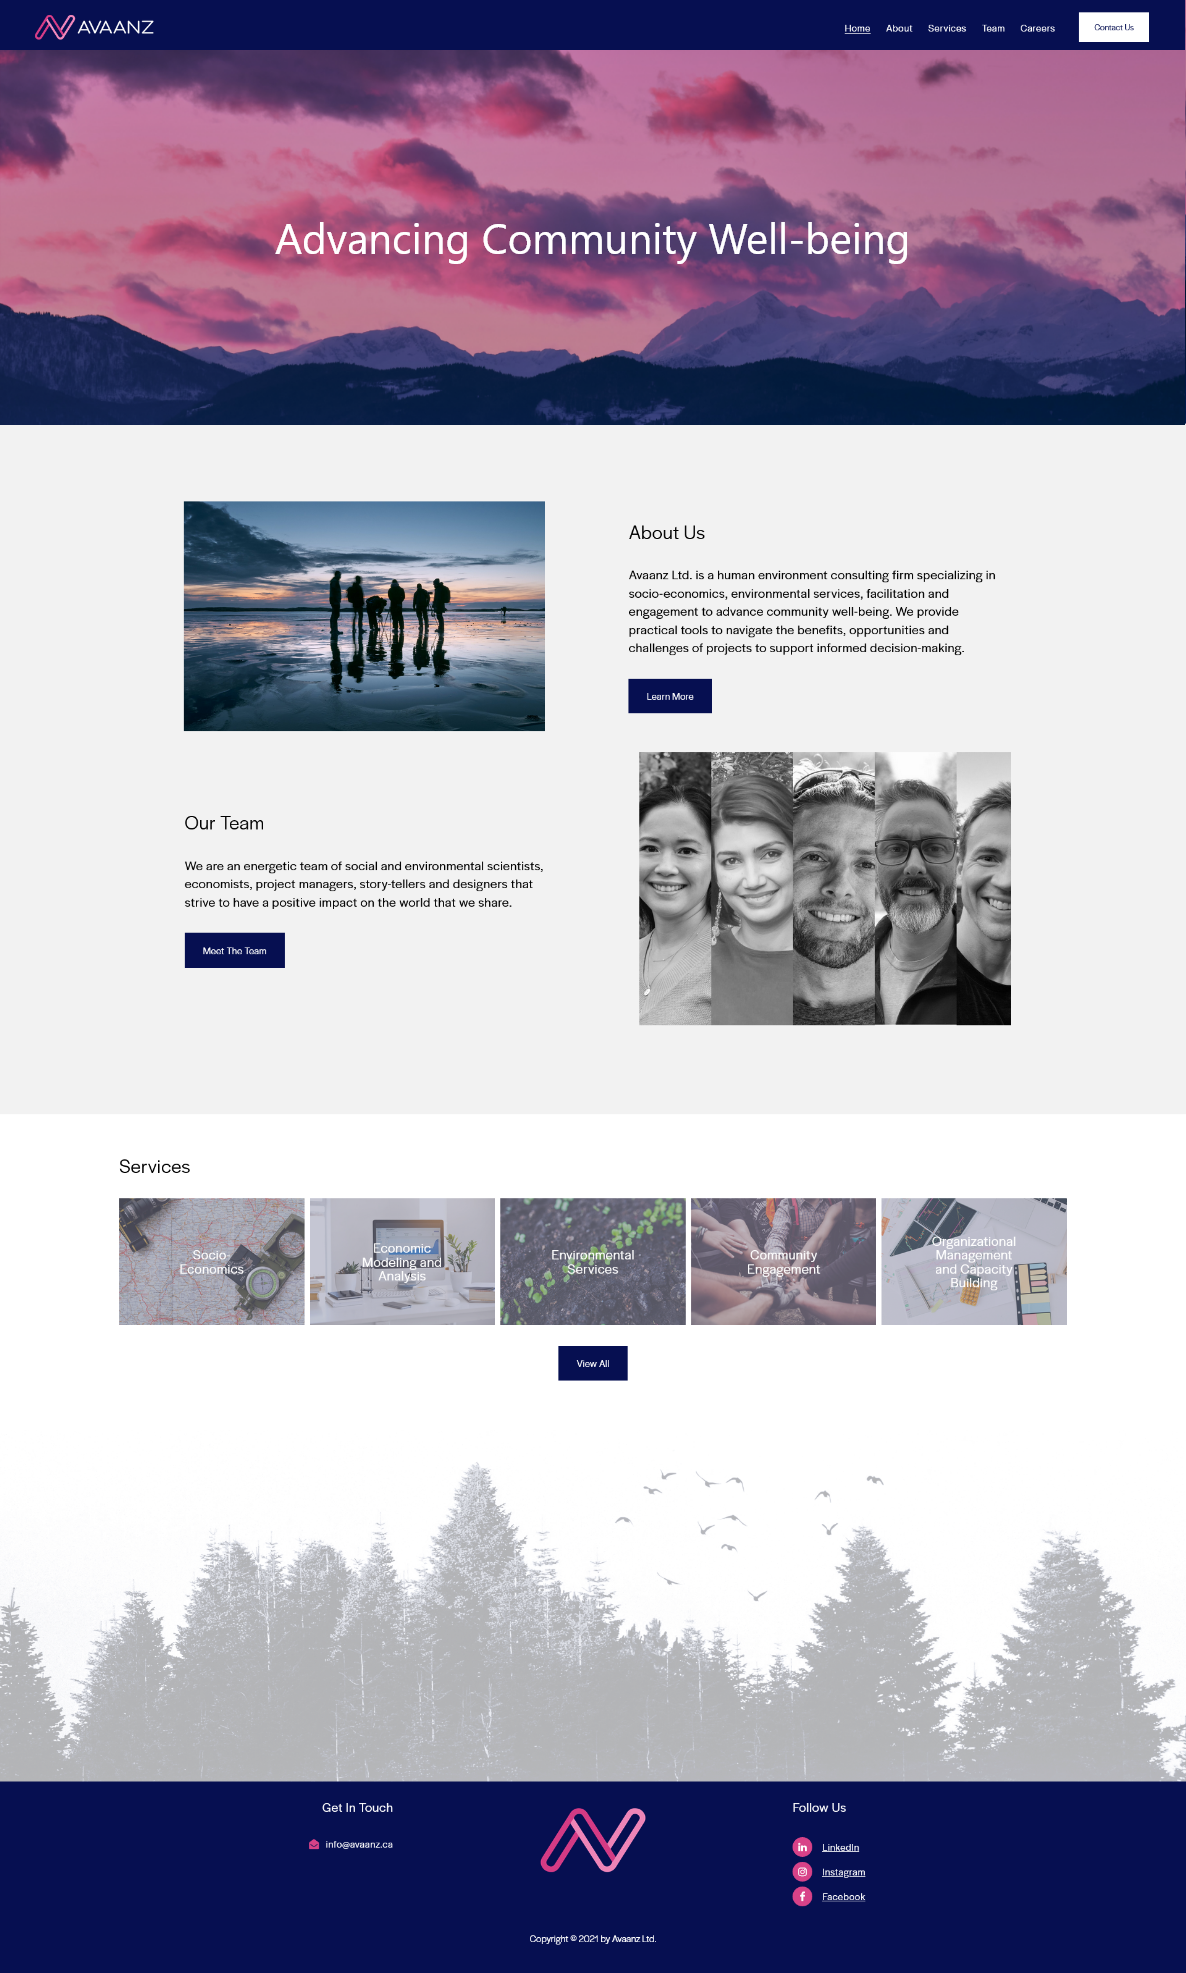 AVAANZ
Home About Services Team Careers Contact Us
Advancing Community Well-being
About Us
Avaanz Ltd. is a human environment consulting firm specializing in
socio-economics, environmental services, facilitation and
engagement to advance community well-being. We provide
practical tools to navigate the benefits, opportunities and
challenges of projects to support informed decision-making.
Learn More
Our Team
We are an energetic team of social and environmental scientists,
economists, project managers, story-tellers and designers that
strive to have a positive impact on the world that we share.
Meet The Team
Services
Socio-
Economics
Economic
Modeling and
Analysis
Environmental
Services
Community
Engagement
Organizational
Management
and Capacity
Building
View All
Get In Touch
info@avaanz.ca
Follow Us
LinkedIn
Instagram
Facebook
Copyright © 2021 by Avaanz Ltd.